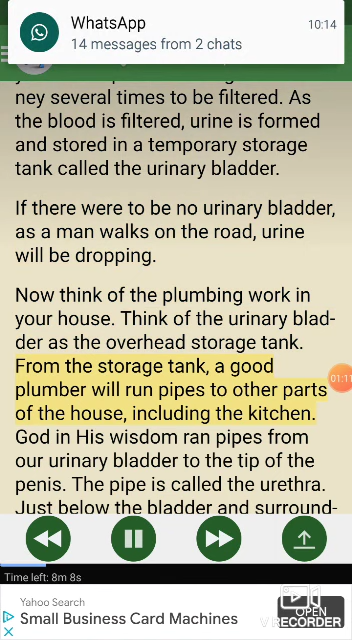 WhatsApp
10:14
14 messages from 2 chats
ney several times to be filtered. As
the blood is filtered, urine is formed
and stored in a temporary storage
tank called the urinary bladder.
If there were to be no urinary bladder,
as a man walks on the road, urine
will be dropping.
Now think of the plumbing work in
your house. Think of the urinary blad-
der as the overhead storage tank.
From the storage tank, a good
plumber will run pipes to other parts
of the house, including the kitchen.
God in His wisdom ran pipes from
our urinary bladder to the tip of the
penis. The pipe is called the urethra.
Just below the bladder and surround-
01:11
Time left: 8m 8s
Yahoo Search
Small Business Card Machines
OPEN
RECORDER